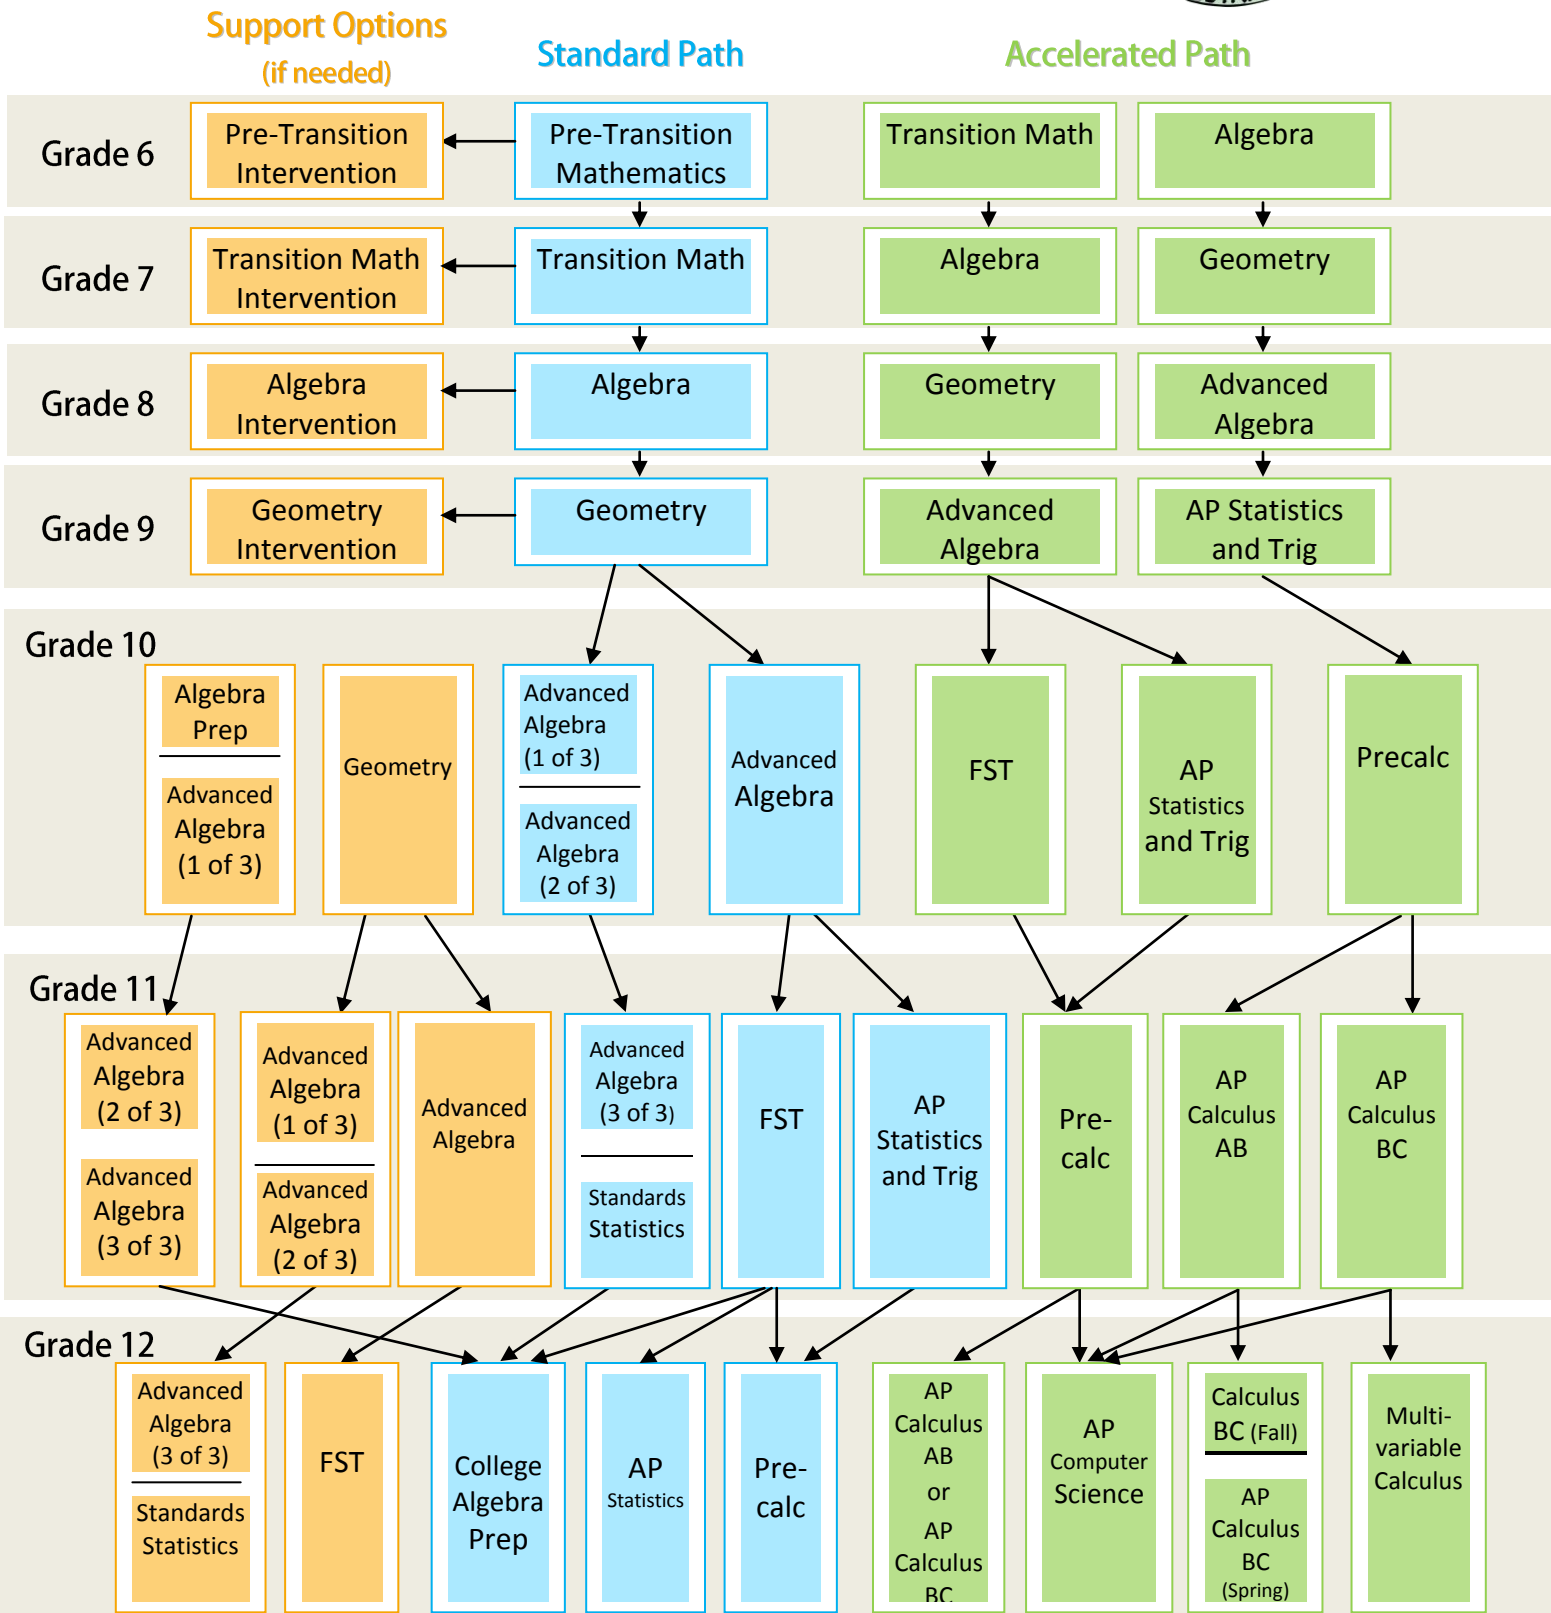 Support Options
(if needed)
Standard Path
Accelerated Path
Grade 6
Pre-Transition
Intervention
Pre-Transition
Mathematics
Transition Math
Algebra
Grade 7
Transition Math
Intervention
Transition Math
Algebra
Geometry
Grade 8
Algebra
Intervention
Algebra
Geometry
Advanced
Algebra
Grade 9
Geometry
Intervention
Geometry
Advanced
Algebra
AP Statistics
and Trig
Grade 10
Algebra
Prep
Advanced
Algebra
(1 of 3)
Geometry
Advanced
Algebra
(1 of 3)
Advanced
Algebra
(2 of 3)
Advanced
Algebra
FST
AP
Statistics
and Trig
Precalc
Grade 11
Advanced
Algebra
(2 of 3)
Advanced
Algebra
(3 of 3)
Advanced
Algebra
(1 of 3)
Advanced
Algebra
(2 of 3)
Advanced
Algebra
Advanced
Algebra
(3 of 3)
Standards
Statistics
FST
AP
Statistics
and Trig
Pre-
calc
AP
Calculus
AB
AP
Calculus
BC
Grade 12
Advanced
Algebra
(3 of 3)
Standards
Statistics
FST
College
Algebra
Prep
AP
Statistics
Pre-
calc
AP
Calculus
AB
or
AP
Calculus
BC
AP
Computer
Science
Calculus
BC (Fall)
AP
Calculus
BC
(Spring)
Multi-
variable
Calculus